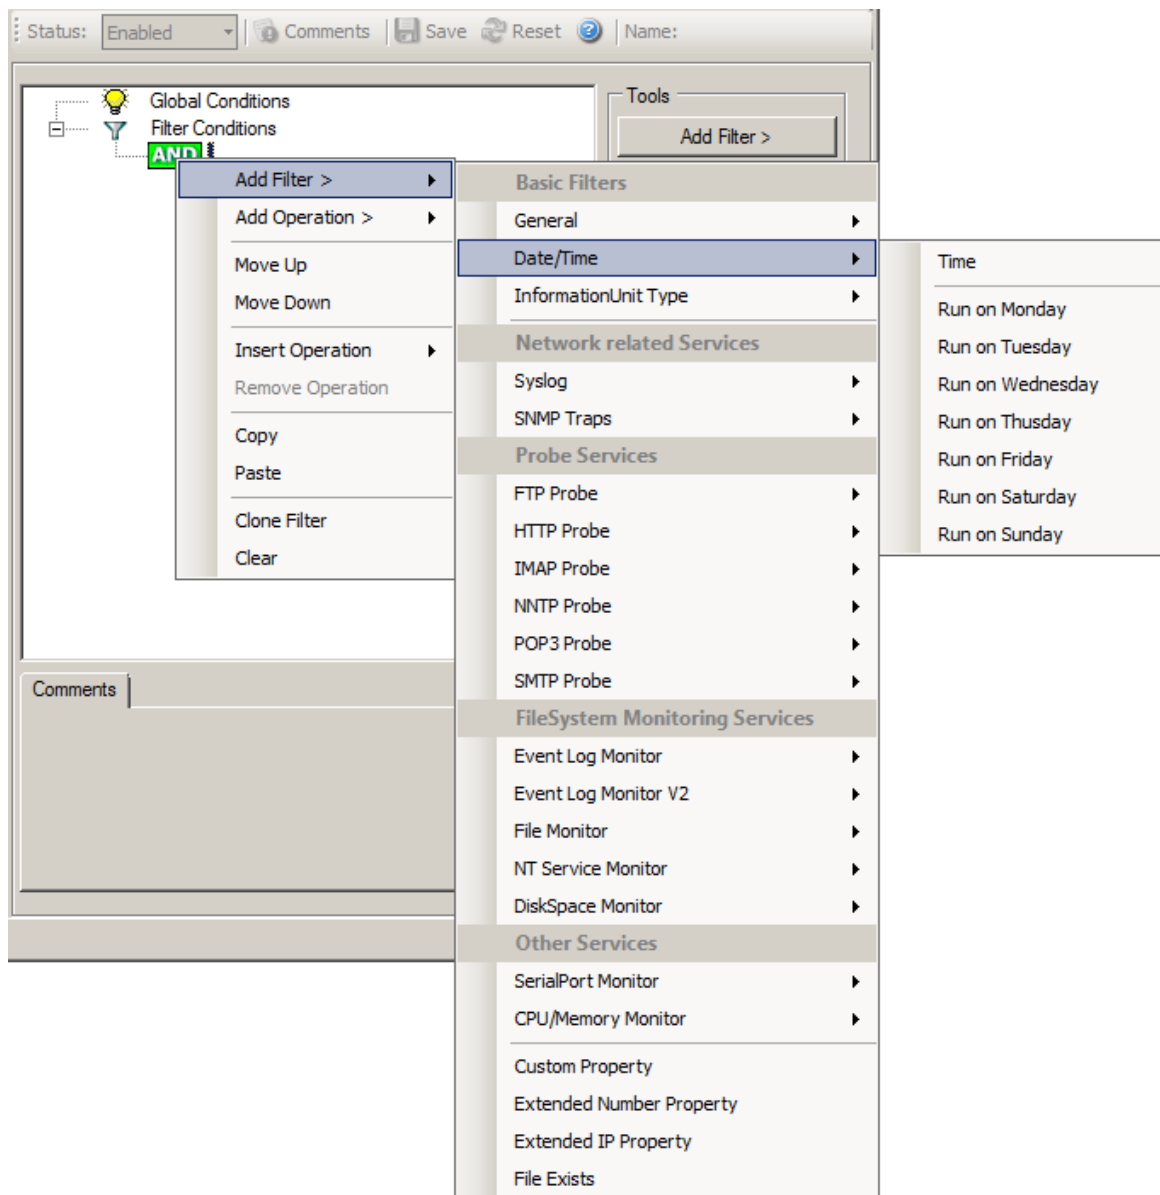 Status: Enabled Comments Save Reset Name:
Global Conditions
Filter Conditions
AND
Tools
Add Filter >
Add Filter >
Add Operation >
Move Up
Move Down
Insert Operation
Remove Operation
Copy
Paste
Clone Filter
Clear
Basic Filters
General
Date/Time
InformationUnit Type
Network related Services
Syslog
SNMP Traps
Probe Services
FTP Probe
HTTP Probe
IMAP Probe
NNTP Probe
POP3 Probe
SMTP Probe
FileSystem Monitoring Services
Event Log Monitor
Event Log Monitor V2
File Monitor
NT Service Monitor
DiskSpace Monitor
Other Services
SerialPort Monitor
CPU/Memory Monitor
Custom Property
Extended Number Property
Extended IP Property
File Exists
Time
Run on Monday
Run on Tuesday
Run on Wednesday
Run on Thusday
Run on Friday
Run on Saturday
Run on Sunday
Comments